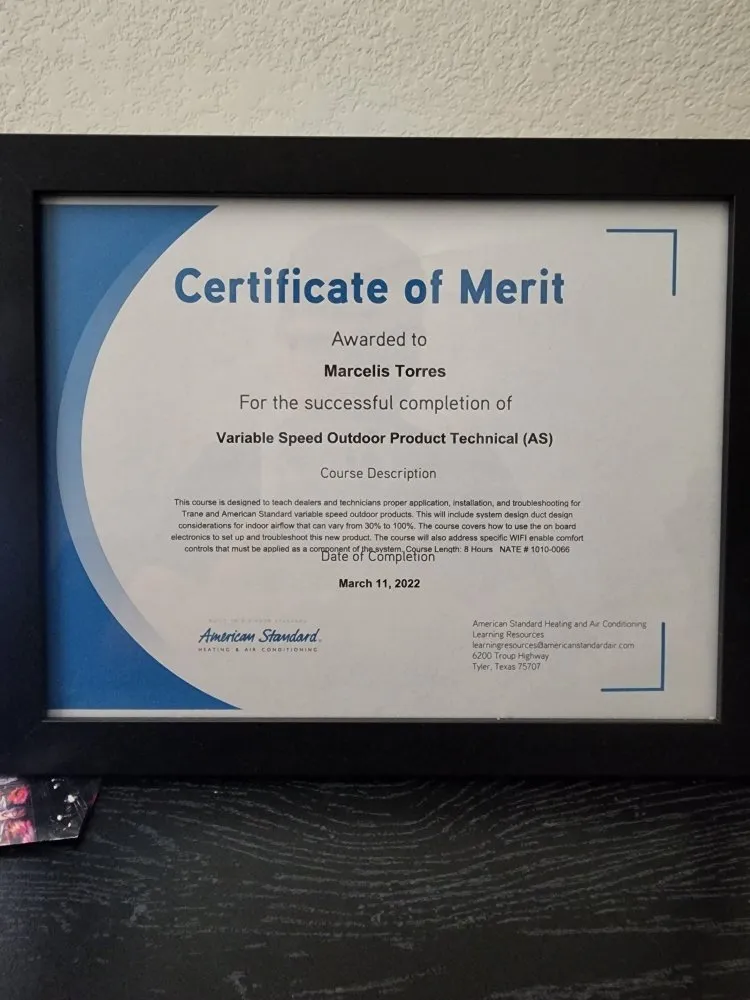 Certificate of Merit
Awarded to
Marcelis Torres
For the successful completion of
Variable Speed Outdoor Product Technical (AS)
Course Description
This course is designed to teach dealers and technicians proper application, installation, and troubleshooting for
Trane and American Standard variable speed outdoor products. This will include system design duct design
considerations for indoor airflow that can vary from 30% to 100%. The course covers how to use the on board
electronics to set up and troubleshoot this new product. The course will also address specific WIFI enable comfort
controls that must be applied as a component of the system. Course Length: 8 Hours NATE # 1010-0066
Date of Completion
March 11, 2022
American Standard
HEATING & AIR CONDITIONING
American Standard Heating and Air Conditioning
Learning Resources
learningresources@americanstandardair.com
6200 Troup Highway
Tyler, Texas 75707